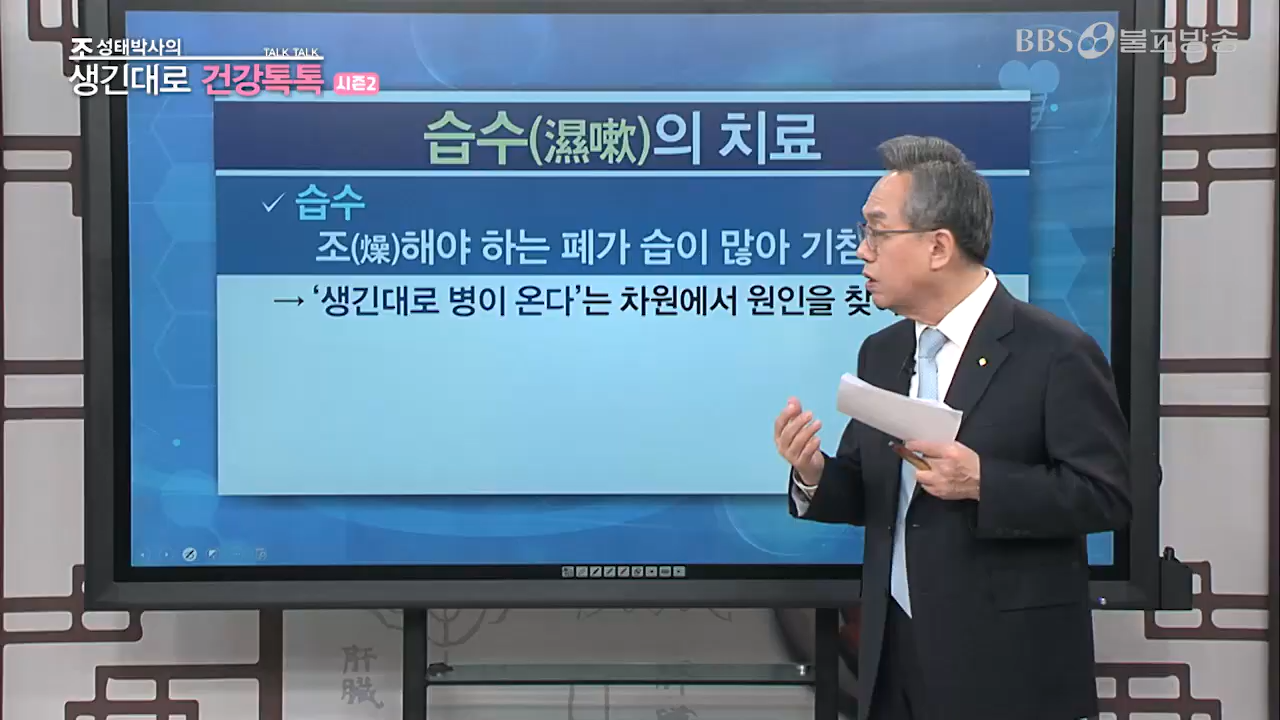 조 성태박사의
TALK TALK
생긴대로 건강톡톡 시즌2
BBS 불교방송
습수(濕嗽)의 치료
✓ 습수
조(燥)해야 하는 폐가 습이 많아
→ ‘생긴대로 병이 온다’는 차원에서 원인을
肝
臟